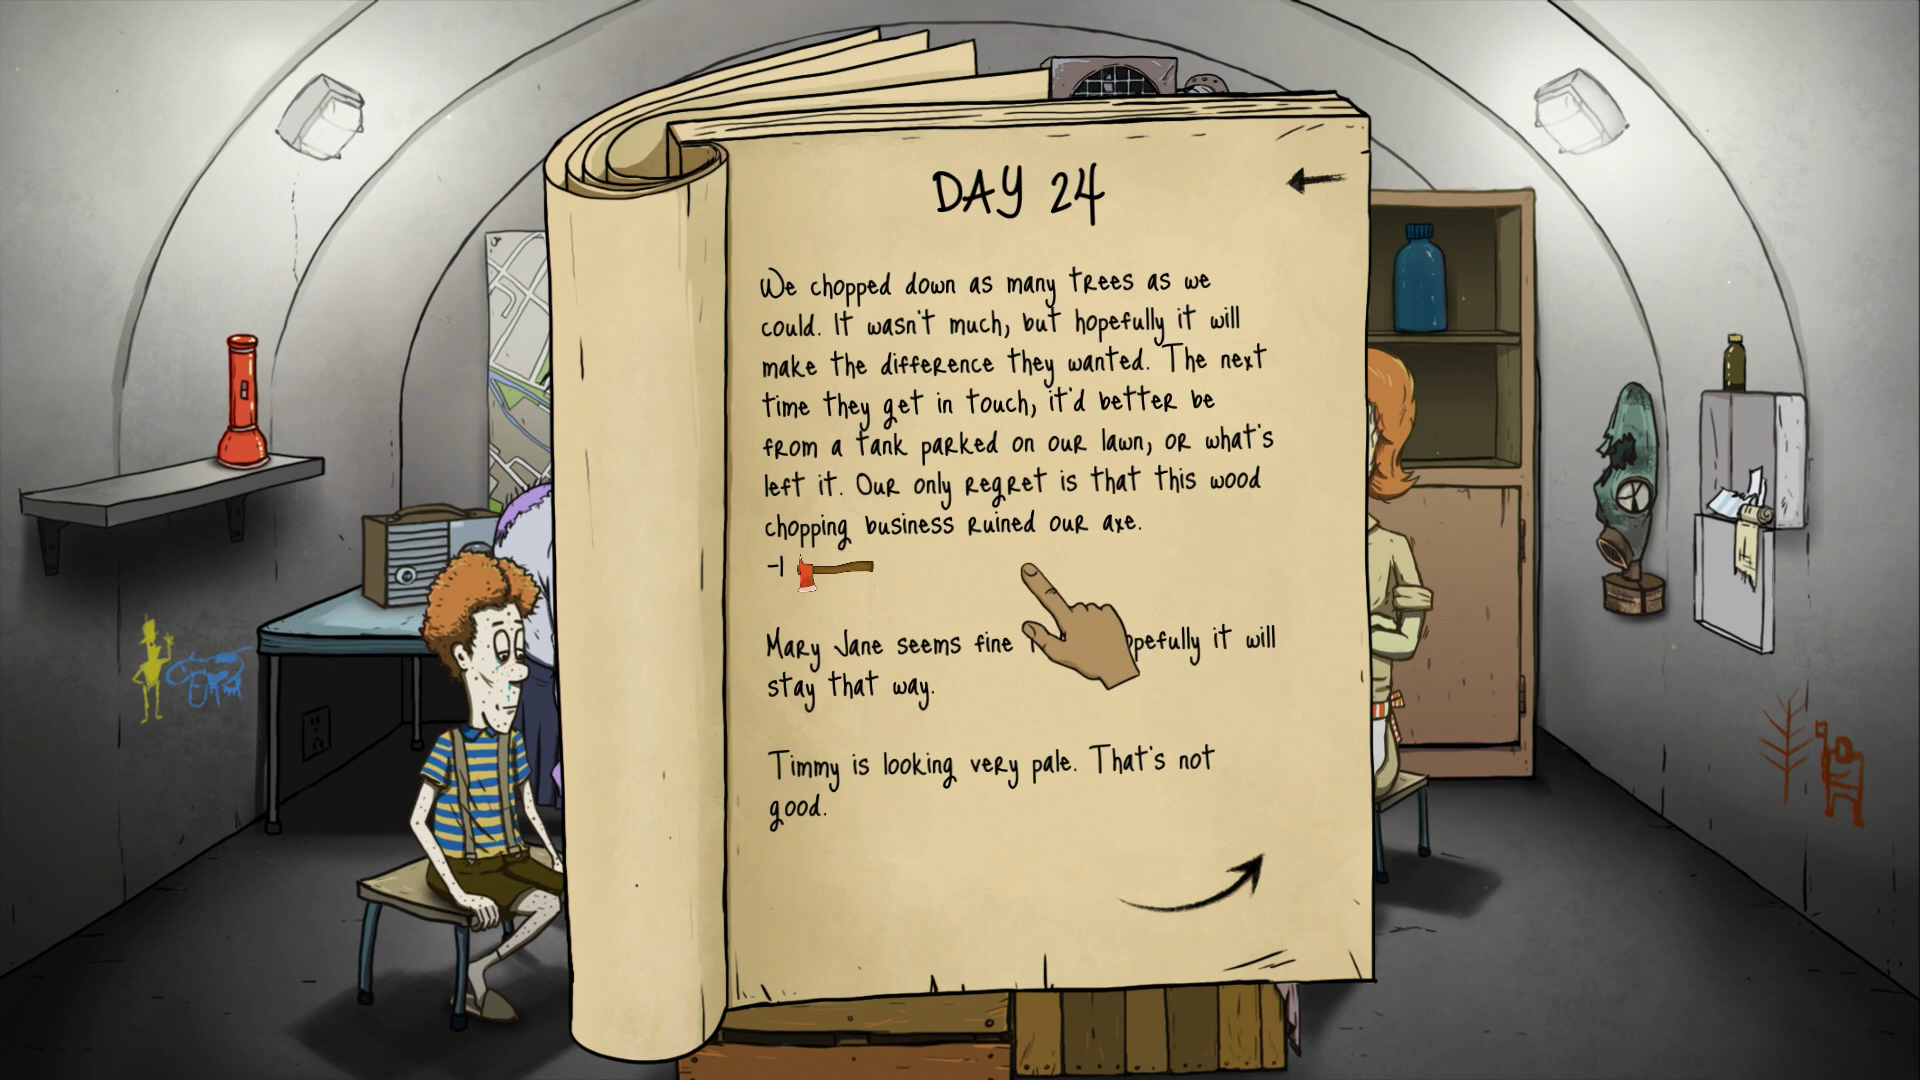 DAY 24
We chopped down as many trees as we
could. It wasn't much, but hopefully it will
make the difference they wanted. The next
time they get in touch, it'd better be
from a tank parked on our lawn, or what's
left it. Our only regret is that this wood
chopping business ruined our axe.
-1
Mary Jane seems fine
stay that way.
Timmy is looking very pale. That's not
good.